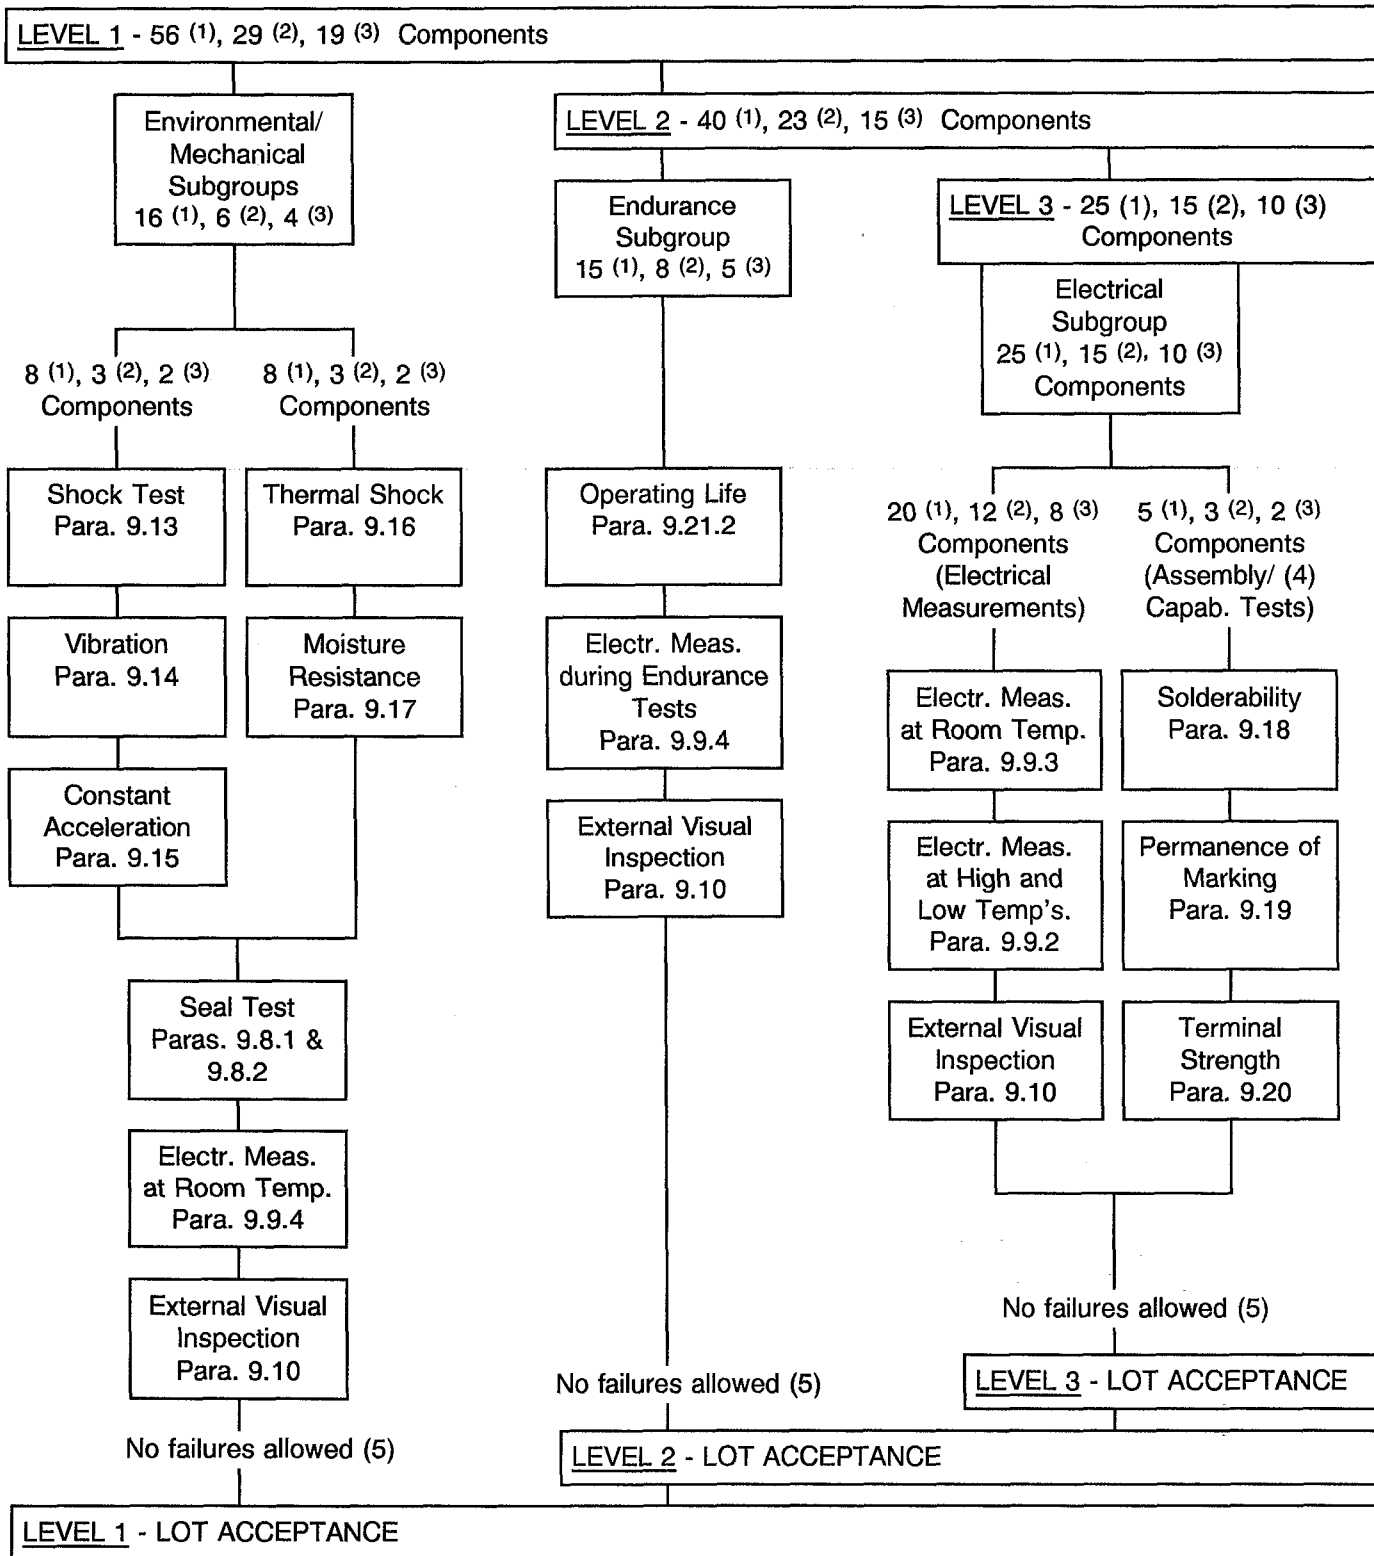 LEVEL 1 - 56 (1), 29 (2), 19 (3) Components
Environmental/
Mechanical
Subgroups
16 (1), 6 (2), 4 (3)
8 (1), 3 (2), 2 (3)
Components
8 (1), 3 (2), 2 (3)
Components
Shock Test
Para. 9.13
Thermal Shock
Para. 9.16
Vibration
Para. 9.14
Moisture
Resistance
Para. 9.17
Constant
Acceleration
Para. 9.15
Seal Test
Paras. 9.8.1 &
9.8.2
Electr. Meas.
at Room Temp.
Para. 9.9.4
External Visual
Inspection
Para. 9.10
No failures allowed (5)
LEVEL 2 - 40 (1), 23 (2), 15 (3) Components
Endurance
Subgroup
15 (1), 8 (2), 5 (3)
Operating Life
Para. 9.21.2
Electr. Meas.
during Endurance
Tests
Para. 9.9.4
External Visual
Inspection
Para. 9.10
No failures allowed (5)
LEVEL 3 - 25 (1), 15 (2), 10 (3)
Components
Electrical
Subgroup
25 (1), 15 (2), 10 (3)
Components
20 (1), 12 (2), 8 (3)
Components
(Electrical
Measurements)
5 (1), 3 (2), 2 (3)
Components
(Assembly/ (4)
Capab. Tests)
Electr. Meas.
at Room Temp.
Para. 9.9.3
Solderability
Para. 9.18
Electr. Meas.
at High and
Low Temp's.
Para. 9.9.2
Permanence of
Marking
Para. 9.19
External Visual
Inspection
Para. 9.10
Terminal
Strength
Para. 9.20
No failures allowed (5)
LEVEL 3 - LOT ACCEPTANCE
LEVEL 2 - LOT ACCEPTANCE
LEVEL 1 - LOT ACCEPTANCE